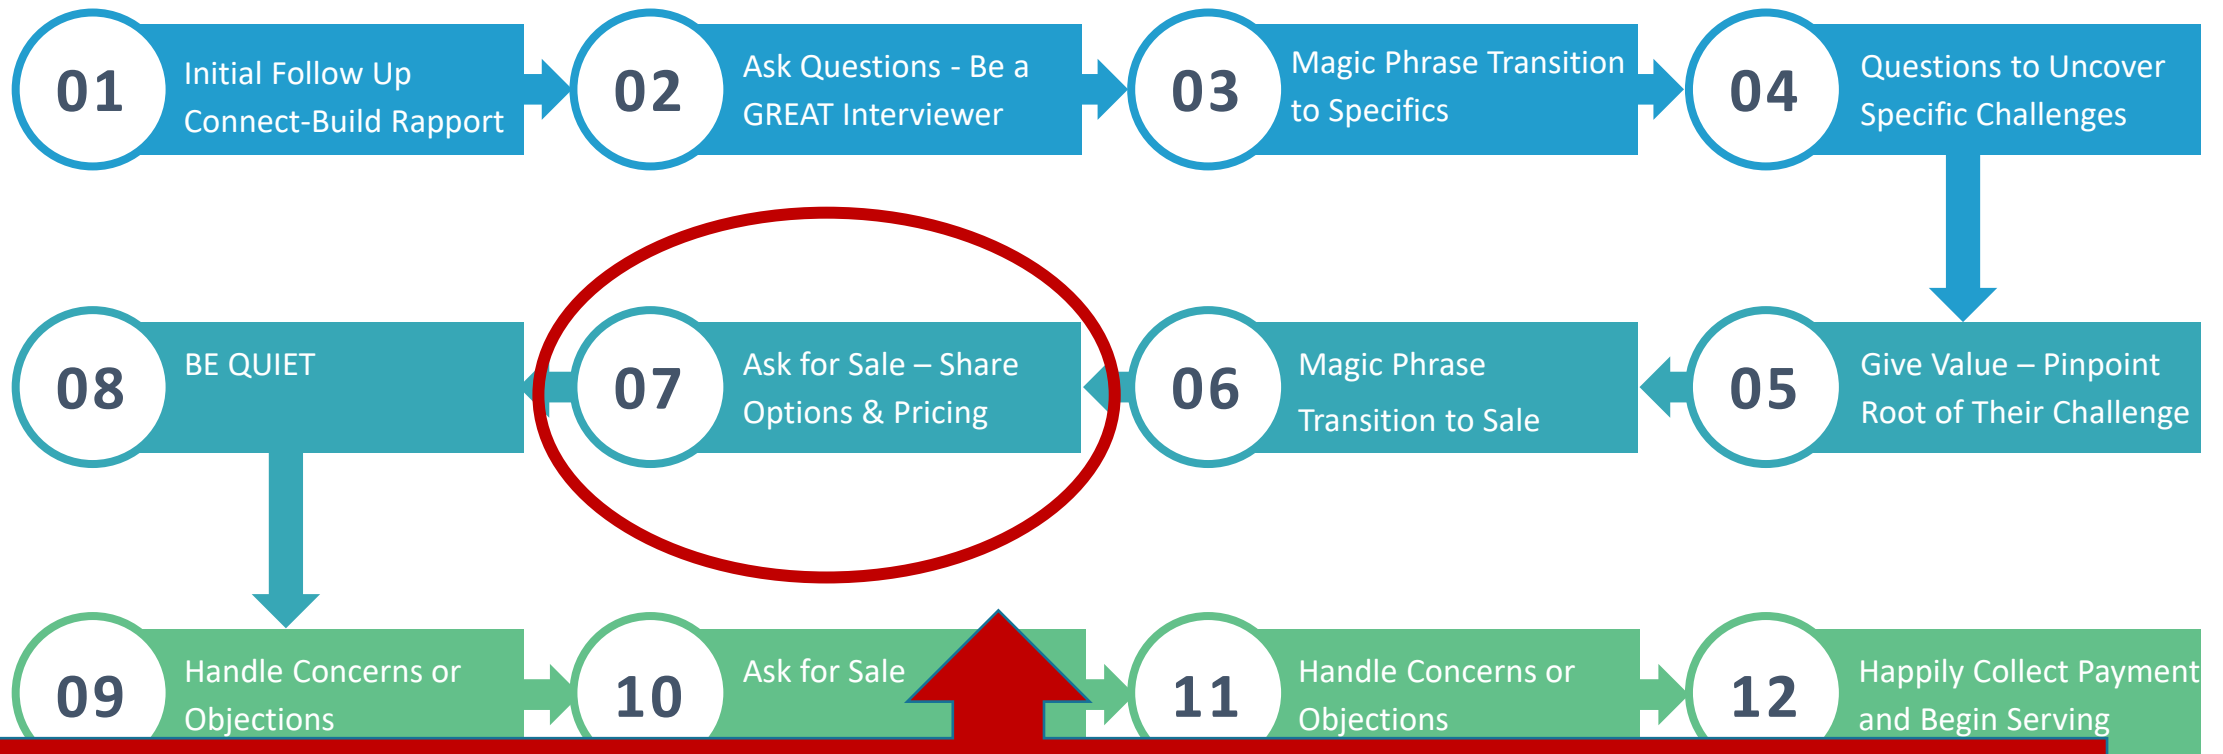 01
Initial Follow Up
Connect-Build Rapport
02
Ask Questions - Be a
GREAT Interviewer
03
Magic Phrase Transition
to Specifics
04
Questions to Uncover
Specific Challenges
05
Give Value – Pinpoint
Root of Their Challenge
06
Magic Phrase
Transition to Sale
07
Ask for Sale – Share
Options & Pricing
08
BE QUIET
09
Handle Concerns or
Objections
10
Ask for Sale
11
Handle Concerns or
Objections
12
Happily Collect Payment
and Begin Serving